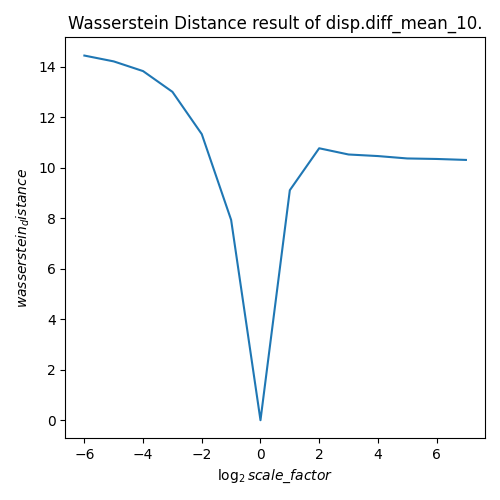 Wasserstein Distance result of disp.diff_mean_10.
wasserstein_distance
14
12
10
8
6
4
2
0
−6 −4 −2 0 2 4 6
log₂ scale_factor